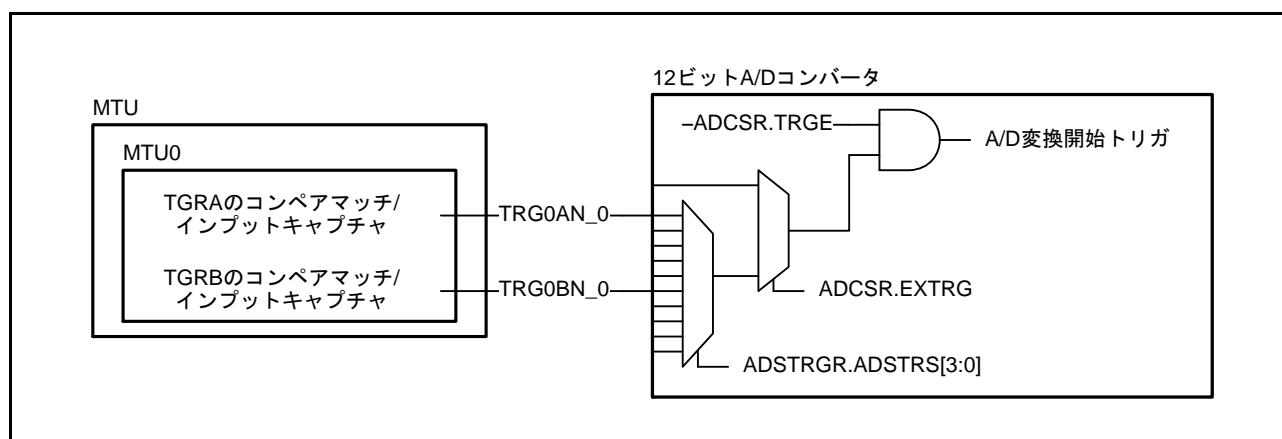 12ビットA/Dコンバータ
MTU
–ADCSR.TRGE
A/D変換開始トリガ
MTU0
TGRAのコンペアマッチ/
インプットキャプチャ
TRG0AN_0
TGRBのコンペアマッチ/
インプットキャプチャ
TRG0BN_0
ADCSR.EXTRG
ADSTRGR.ADSTRS[3:0]